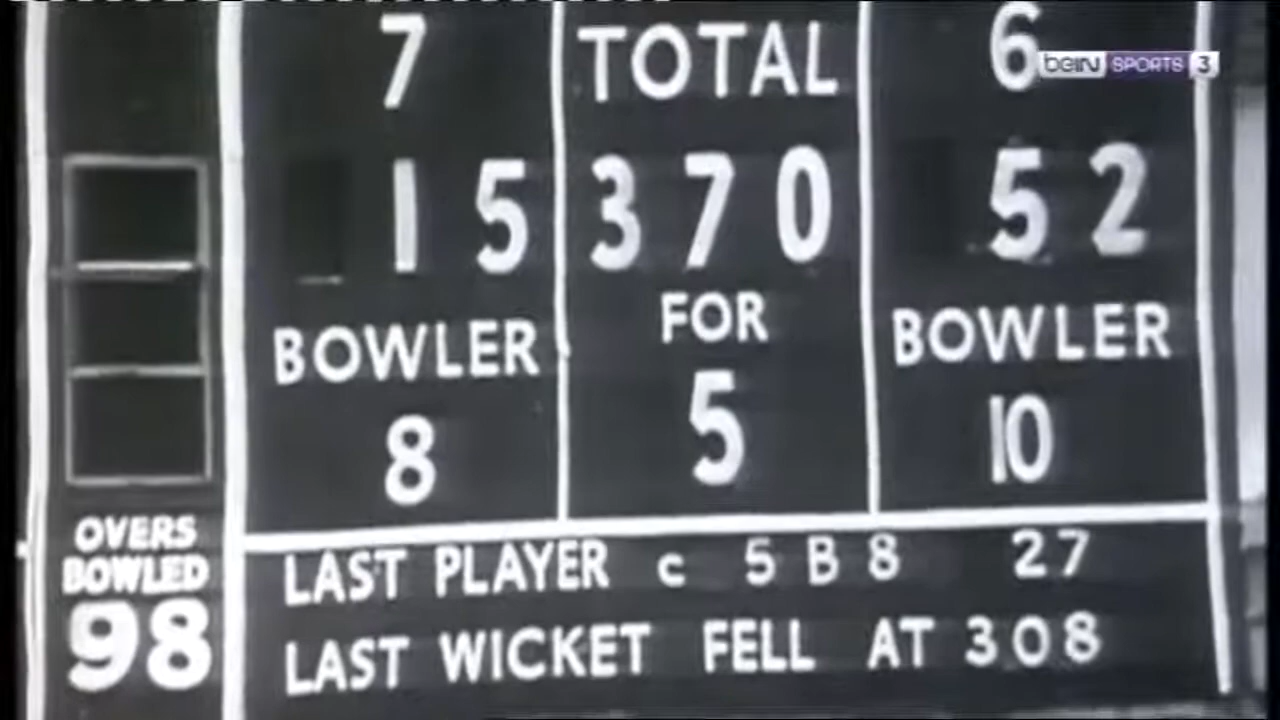 7 TOTAL 6
beIN SPORTS 3
15 370 52
BOWLER FOR BOWLER
8 5 10
OVERS
BOWLED
98
LAST PLAYER c 5 B 8 27
LAST WICKET FELL AT 308